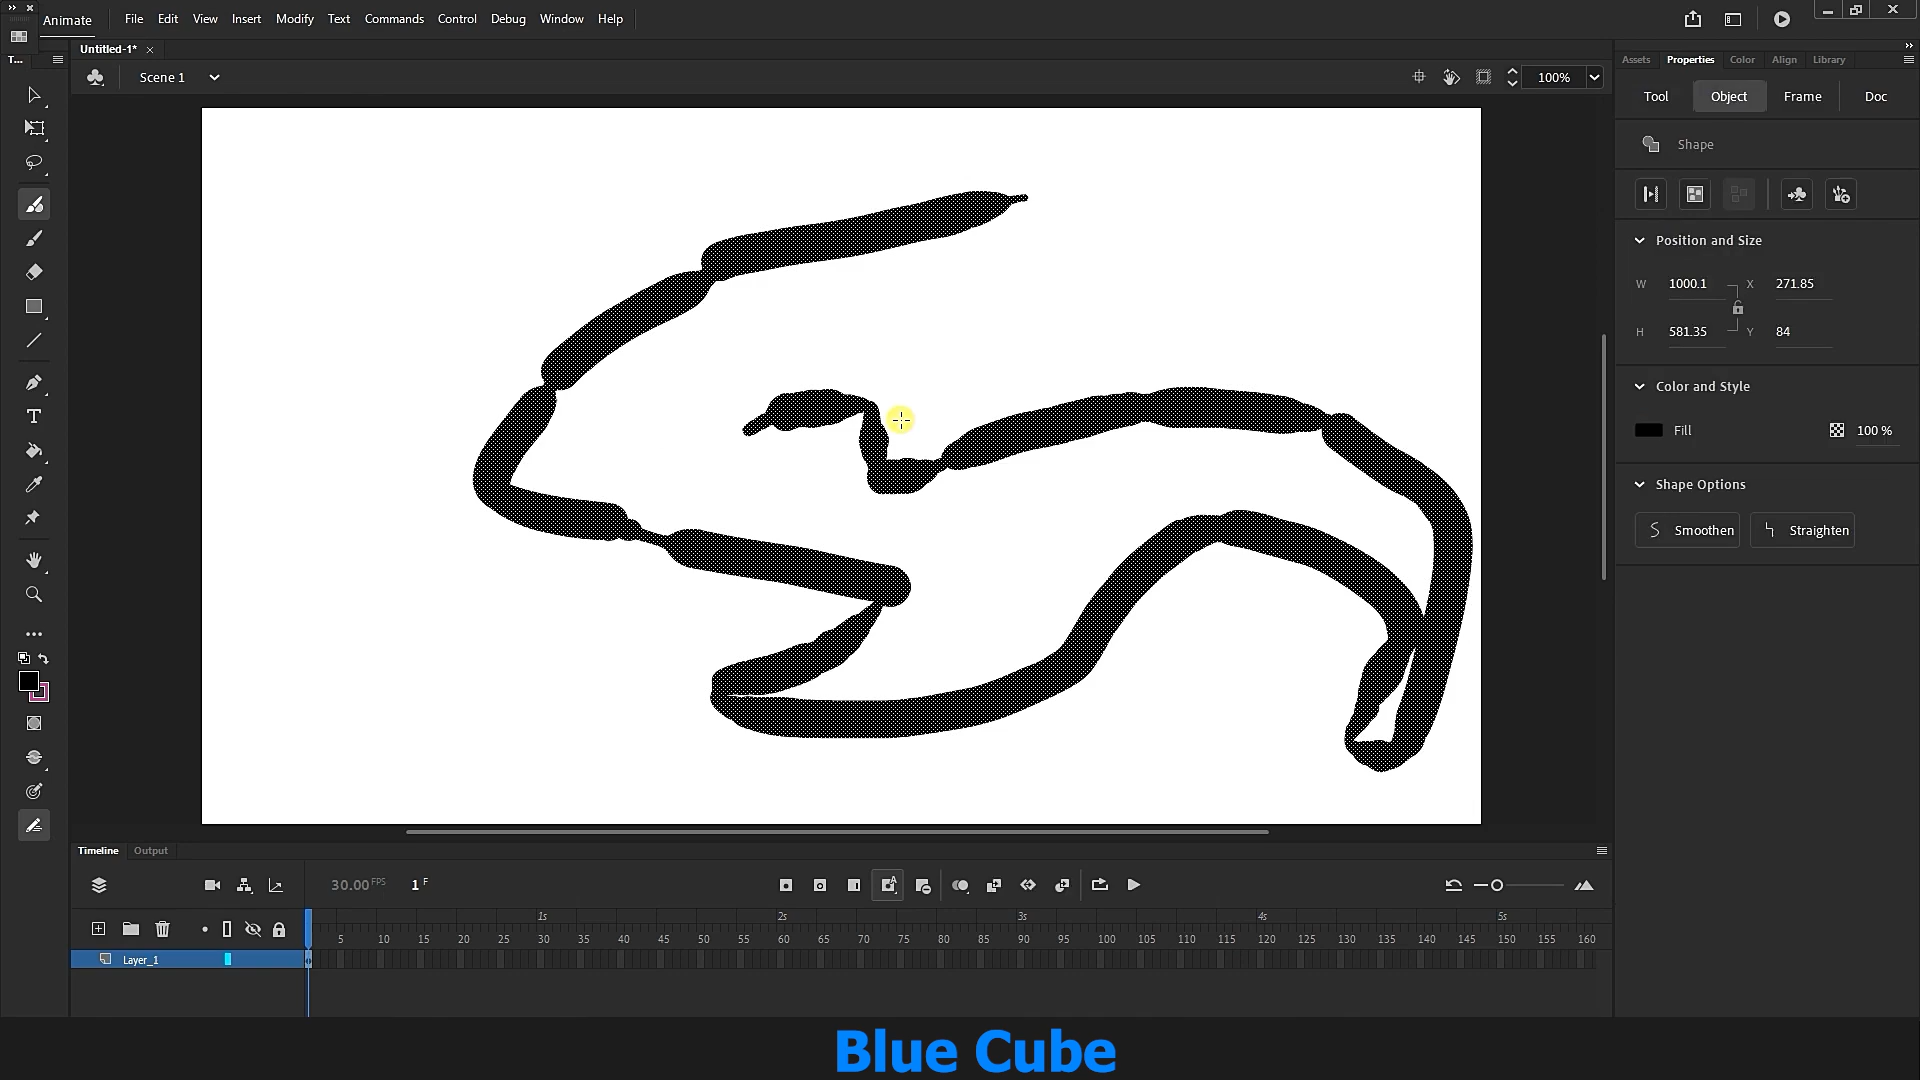 Animate File Edit View Insert Modify Text Commands Control Debug Window Help
Untitled-1*
Scene 1
100%
T...
Assets Properties Color Align Library
Tool Object Frame Doc
Shape
Position and Size
W 1000.1 X 271.85
H 581.35 Y 84
Color and Style
Fill 100 %
Shape Options
Smoothen Straighten
Timeline Output
30.00 FPS 1 F
1s 2s 3s 4s 5s
5 10 15 20 25 30 35 40 45 50 55 60 65 70 75 80 85 90 95 100 105 110 115 120 125 130 135 140 145 150 155 160
Layer_1
Blue Cube